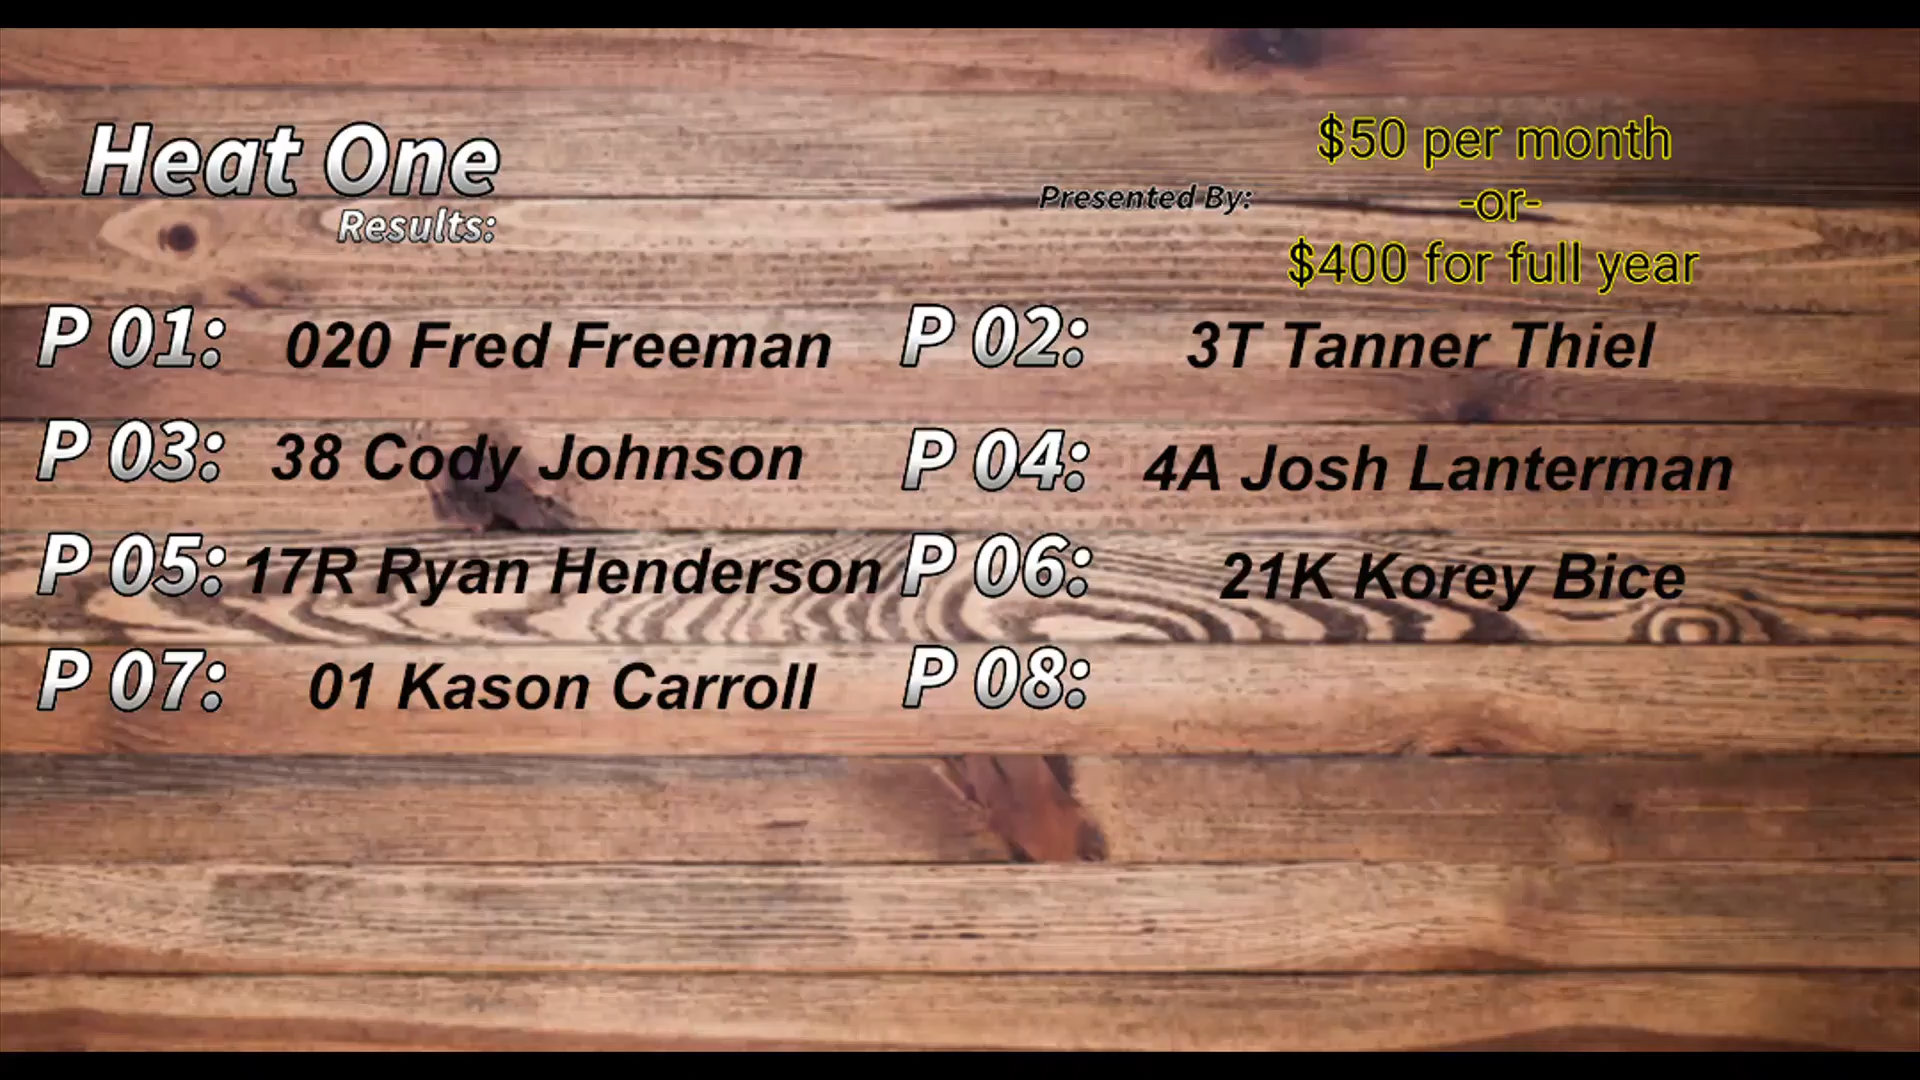 Heat One
Results:
Presented By:
$50 per month
-or-
$400 for full year
P 01: 020 Fred Freeman
P 02: 3T Tanner Thiel
P 03: 38 Cody Johnson
P 04: 4A Josh Lanterman
P 05: 17R Ryan Henderson
P 06: 21K Korey Bice
P 07: 01 Kason Carroll
P 08: